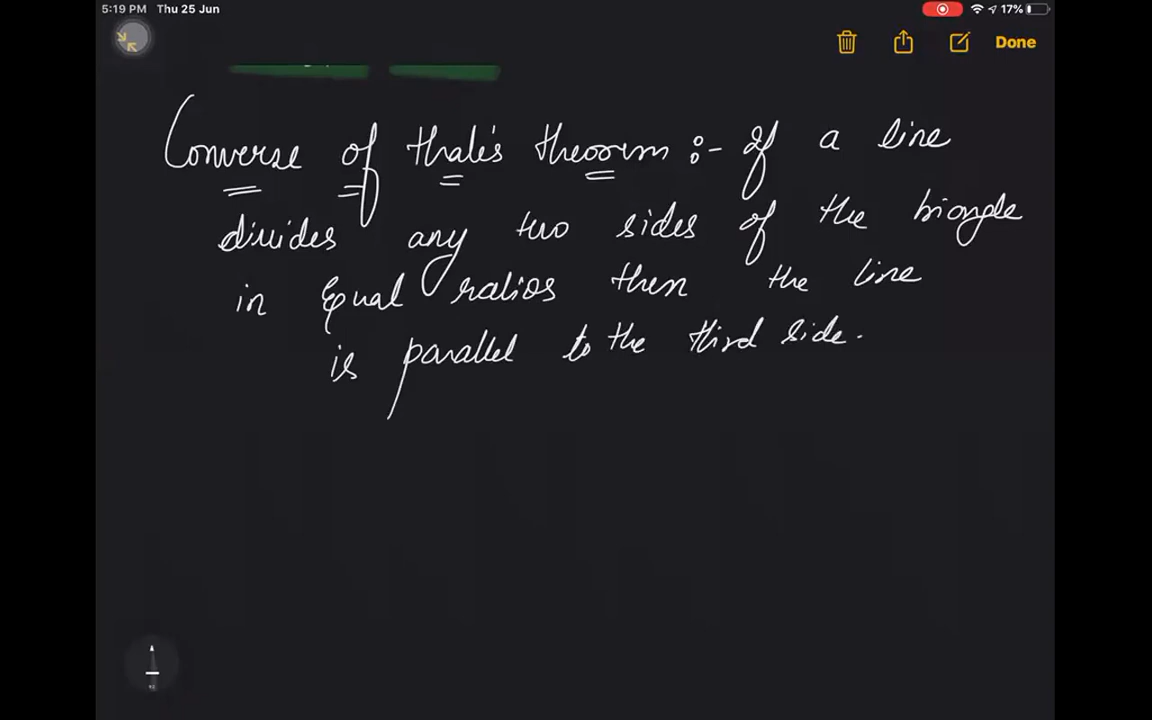 5:19 PM Thu 25 Jun
17%
Done
Converse of thale's theorem :- If a line
divides any two sides of the triangle
in Equal ratios then the line
is parallel to the third side.